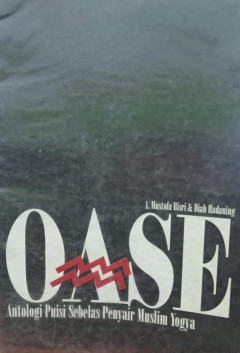 A. Mustofa Bisri & Diah Hadaning
OASE
Antologi Puisi Sebelas Penyair Muslim Yogya